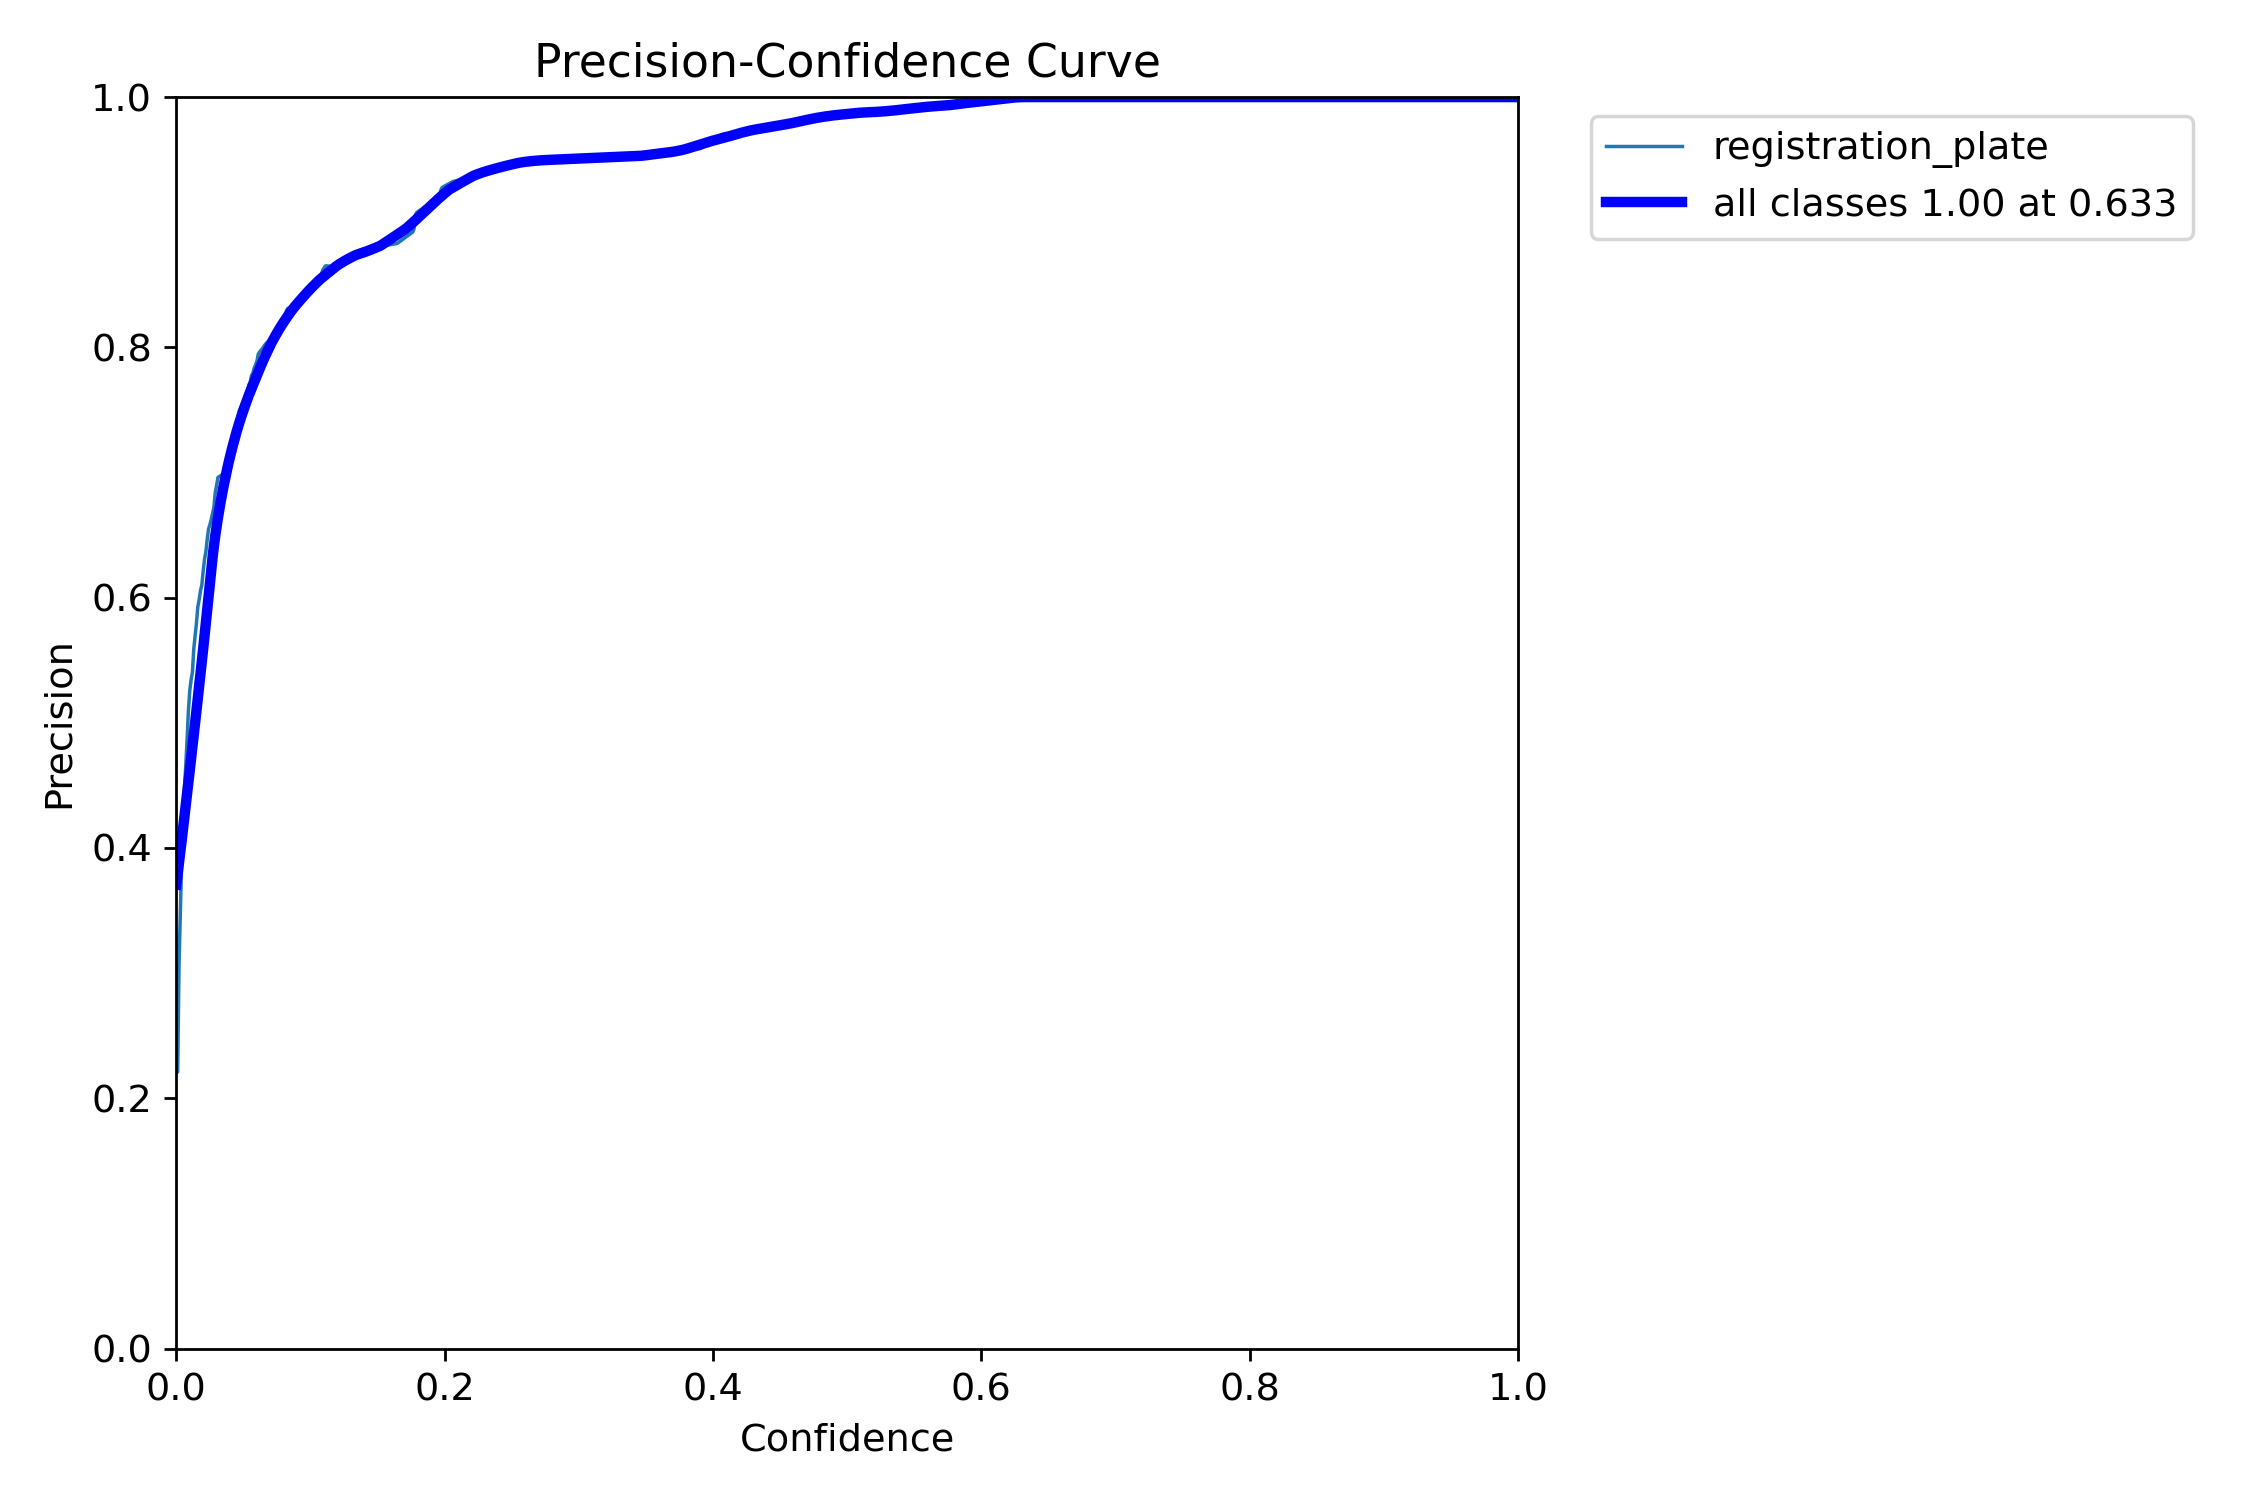 Precision-Confidence Curve
1.0
0.8
0.6
0.4
0.2
0.0
Precision
0.0 0.2 0.4 0.6 0.8 1.0
Confidence
registration_plate
all classes 1.00 at 0.633